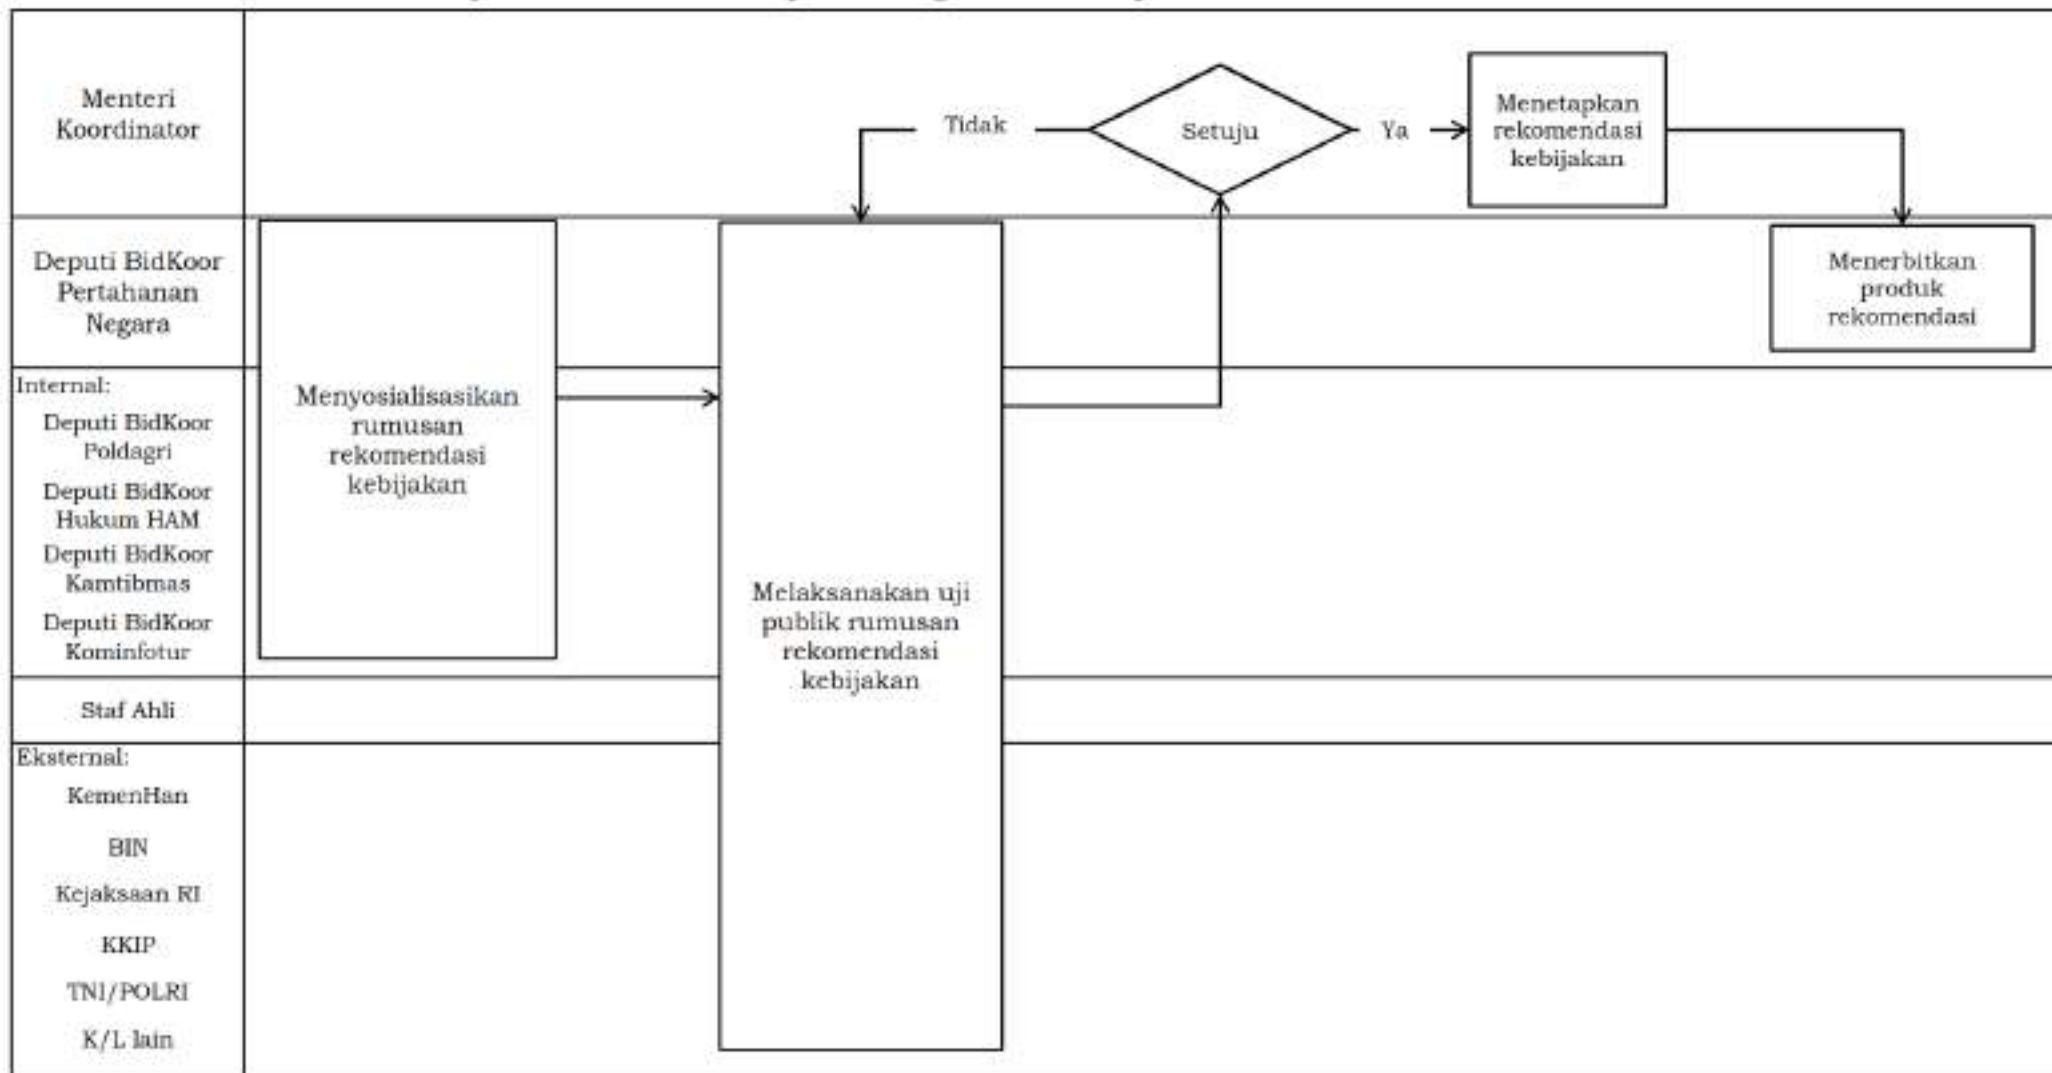 Menteri
Koordinator
Tidak
Setuju
Ya
Menetapkan
rekomendasi
kebijakan
Deputi BidKoor
Pertahanan
Negara
Menerbitkan
produk
rekomendasi
Internal:
Deputi BidKoor
Poldagri
Deputi BidKoor
Hukum HAM
Deputi BidKoor
Kamtibmas
Deputi BidKoor
Kominfotur
Menyosialisasikan
rumusan
rekomendasi
kebijakan
Melaksanakan uji
publik rumusan
rekomendasi
kebijakan
Staf Ahli
Eksternal:
KemenHan
BIN
Kejaksaan RI
KKIP
TNI/POLRI
K/L lain